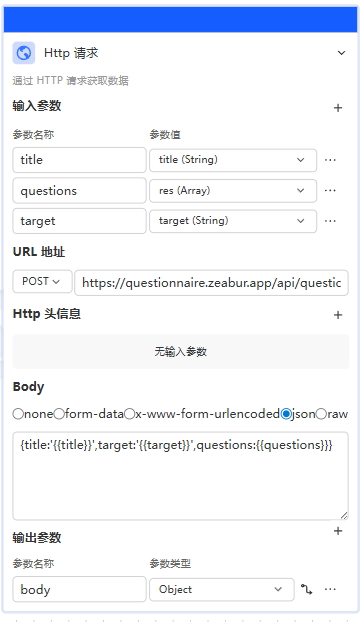 Http 请求
通过 HTTP 请求获取数据
输入参数
参数名称 参数值
title title (String)
questions res (Array)
target target (String)
URL 地址
POST https://questionnaire.zeabur.app/api/questic
Http 头信息
无输入参数
Body
none form-data x-www-form-urlencoded json raw
{title:'{{title}}',target:'{{target}}',questions:{{questions}}}
输出参数
参数名称 参数类型
body Object